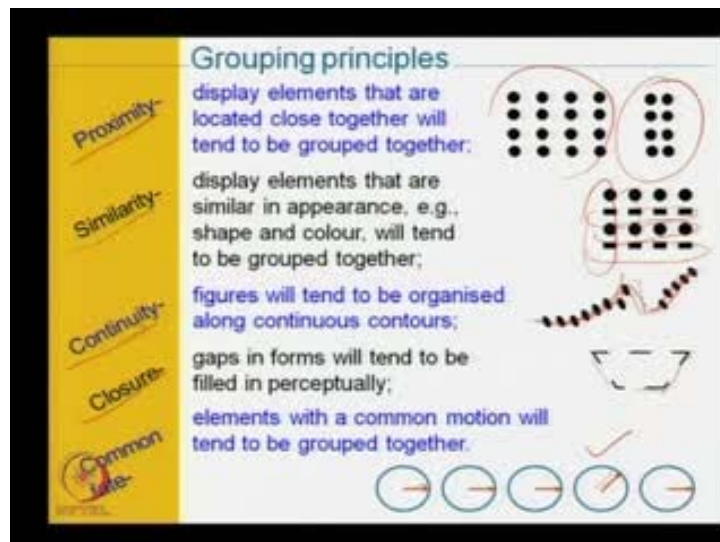 Grouping principles
Proximity-
display elements that are
located close together will
tend to be grouped together;
Similarity-
display elements that are
similar in appearance, e.g.,
shape and colour, will tend
to be grouped together;
Continuity-
figures will tend to be organised
along continuous contours;
Closure-
gaps in forms will tend to be
filled in perceptually;
Common
fate-
elements with a common motion will
tend to be grouped together.
NPTEL